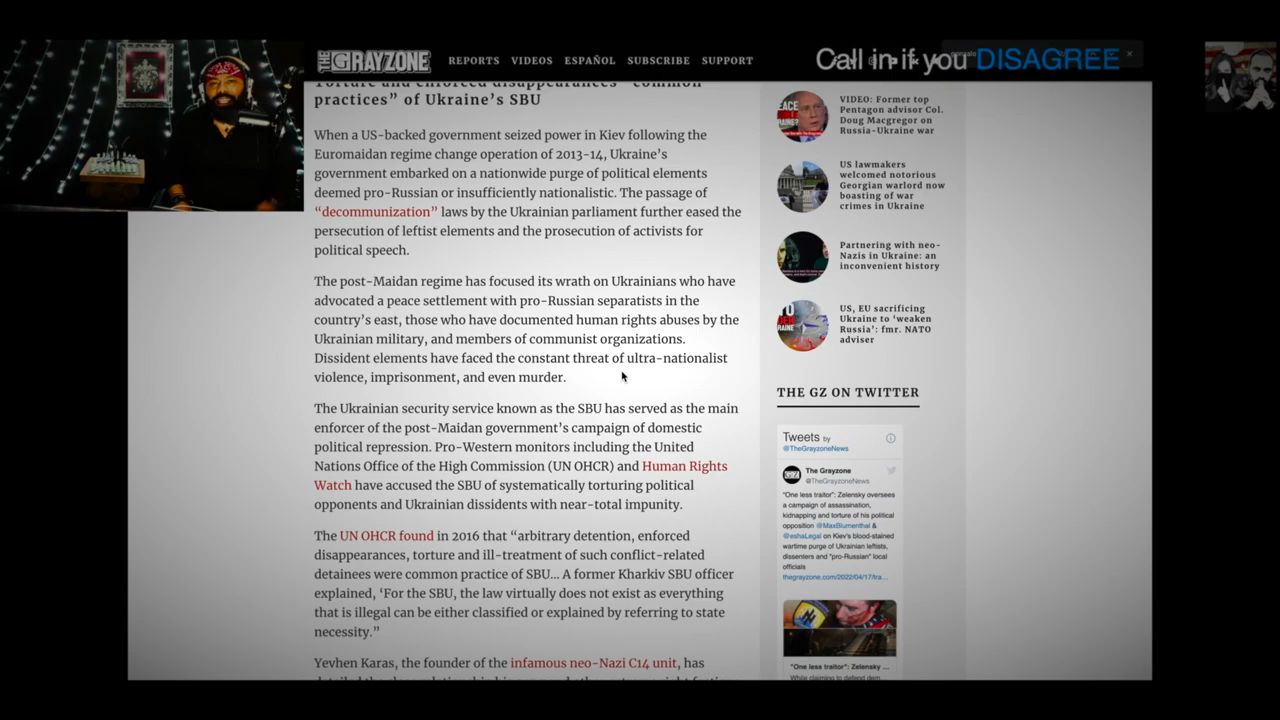 THE GRAYZONE
REPORTS VIDEOS ESPAÑOL SUBSCRIBE SUPPORT
Call in if you DISAGREE
Torture and enforced disappearances "common
practices” of Ukraine’s SBU
When a US-backed government seized power in Kiev following the
Euromaidan regime change operation of 2013-14, Ukraine’s
government embarked on a nationwide purge of political elements
deemed pro-Russian or insufficiently nationalistic. The passage of
“decommunization” laws by the Ukrainian parliament further eased the
persecution of leftist elements and the prosecution of activists for
political speech.
The post-Maidan regime has focused its wrath on Ukrainians who have
advocated a peace settlement with pro-Russian separatists in the
country’s east, those who have documented human rights abuses by the
Ukrainian military, and members of communist organizations.
Dissident elements have faced the constant threat of ultra-nationalist
violence, imprisonment, and even murder.
The Ukrainian security service known as the SBU has served as the main
enforcer of the post-Maidan government’s campaign of domestic
political repression. Pro-Western monitors including the United
Nations Office of the High Commission (UN OHCR) and Human Rights
Watch have accused the SBU of systematically torturing political
opponents and Ukrainian dissidents with near-total impunity.
The UN OHCR found in 2016 that “arbitrary detention, enforced
disappearances, torture and ill-treatment of such conflict-related
detainees were common practice of SBU… A former Kharkiv SBU officer
explained, ‘For the SBU, the law virtually does not exist as everything
that is illegal can be either classified or explained by referring to state
necessity.”
Yevhen Karas, the founder of the infamous neo-Nazi C14 unit, has
VIDEO: Former top
Pentagon advisor Col.
Doug Macgregor on
Russia-Ukraine war
US lawmakers
welcomed notorious
Georgian warlord now
boasting of war
crimes in Ukraine
Partnering with neo-
Nazis in Ukraine: an
inconvenient history
US, EU sacrificing
Ukraine to ‘weaken
Russia’: fmr. NATO
adviser
THE GZ ON TWITTER
Tweets by
@TheGrayzoneNews
The Grayzone
@TheGrayzoneNews
"One less traitor": Zelensky oversees
a campaign of assassination,
kidnapping and torture of his political
opposition @MaxBlumenthal &
@eshaLegal on Kiev's blood-stained
wartime purge of Ukrainian leftists,
dissenters and "pro-Russian" local
officials
thegrayzone.com/2022/04/17/tra…
"One less traitor": Zelensky ...
While claiming to defend dem...